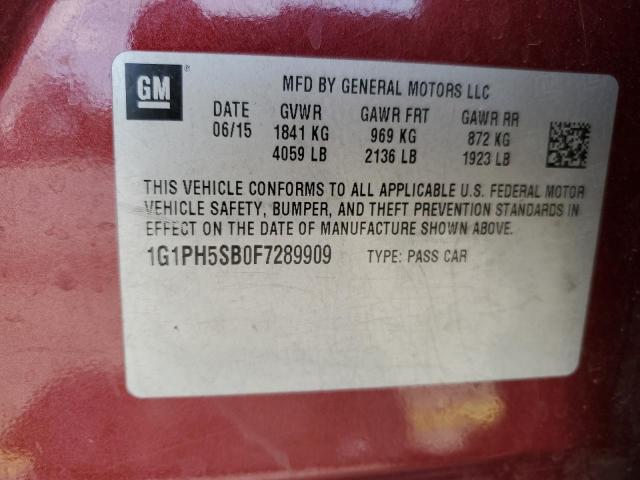 GM
MFD BY GENERAL MOTORS LLC
DATE GVWR GAWR FRT GAWR RR
06/15 1841 KG 969 KG 872 KG
4059 LB 2136 LB 1923 LB
THIS VEHICLE CONFORMS TO ALL APPLICABLE U.S. FEDERAL MOTOR
VEHICLE SAFETY, BUMPER, AND THEFT PREVENTION STANDARDS IN
EFFECT ON THE DATE OF MANUFACTURE SHOWN ABOVE.
1G1PH5SB0F7289909 TYPE: PASS CAR